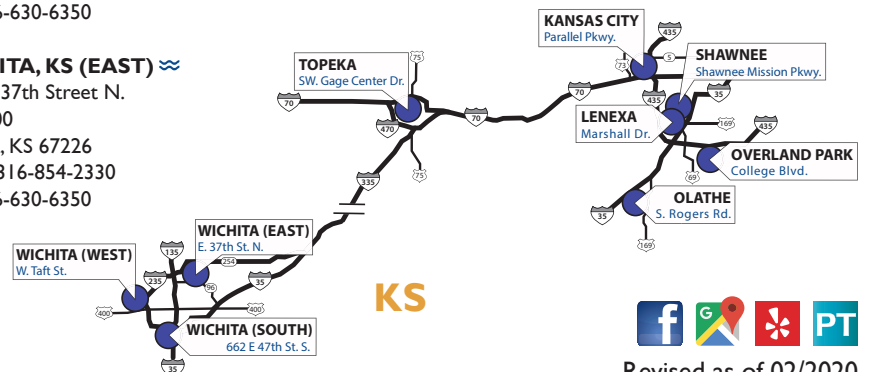 6-630-6350
ITA, KS (EAST)
37th Street N.
00
, KS 67226
316-854-2330
6-630-6350
KANSAS CITY
Parallel Pkwy.
435
5
73
SHAWNEE
Shawnee Mission Pkwy.
TOPEKA
SW. Gage Center Dr.
75
70
470
70
70
435
35
LENEXA
Marshall Dr.
169
435
OVERLAND PARK
College Blvd.
69
75
335
OLATHE
S. Rogers Rd.
35
169
WICHITA (EAST)
E. 37th St. N.
WICHITA (WEST)
W. Taft St.
135
254
235
96
35
400
400
KS
WICHITA (SOUTH)
662 E 47th St. S.
35
f
G
PT
Revised as of 02/2020